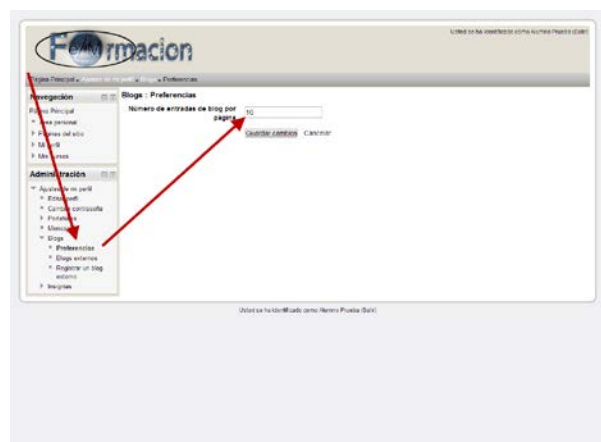 Usted se ha identificado como Alumno Prueba (Salir)
Formacion
Página Principal Ajustes de mi perfil Blogs Preferencias
Navegación
Página Principal
Área personal
Páginas del sitio
Mi perfil
Mis cursos
Blogs : Preferencias
Número de entradas de blog por
página
10
Guardar cambios Cancelar
Administración
Ajustes de mi perfil
Editar perfil
Cambiar contraseña
Portafolios
Blogs
Preferencias
Blogs externos
Registrar un blog
externo
Insignias
Usted se ha identificado como Alumno Prueba (Salir)